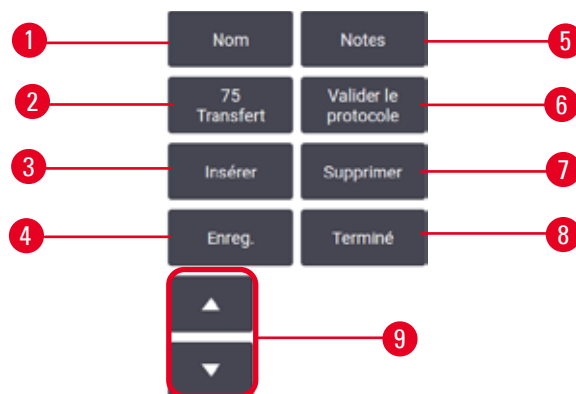 1
Nom
Notes
5
2
75
Transfert
Valider le
protocole
6
3
Insérer
Supprimer
7
4
Enreg.
Terminé
8
9